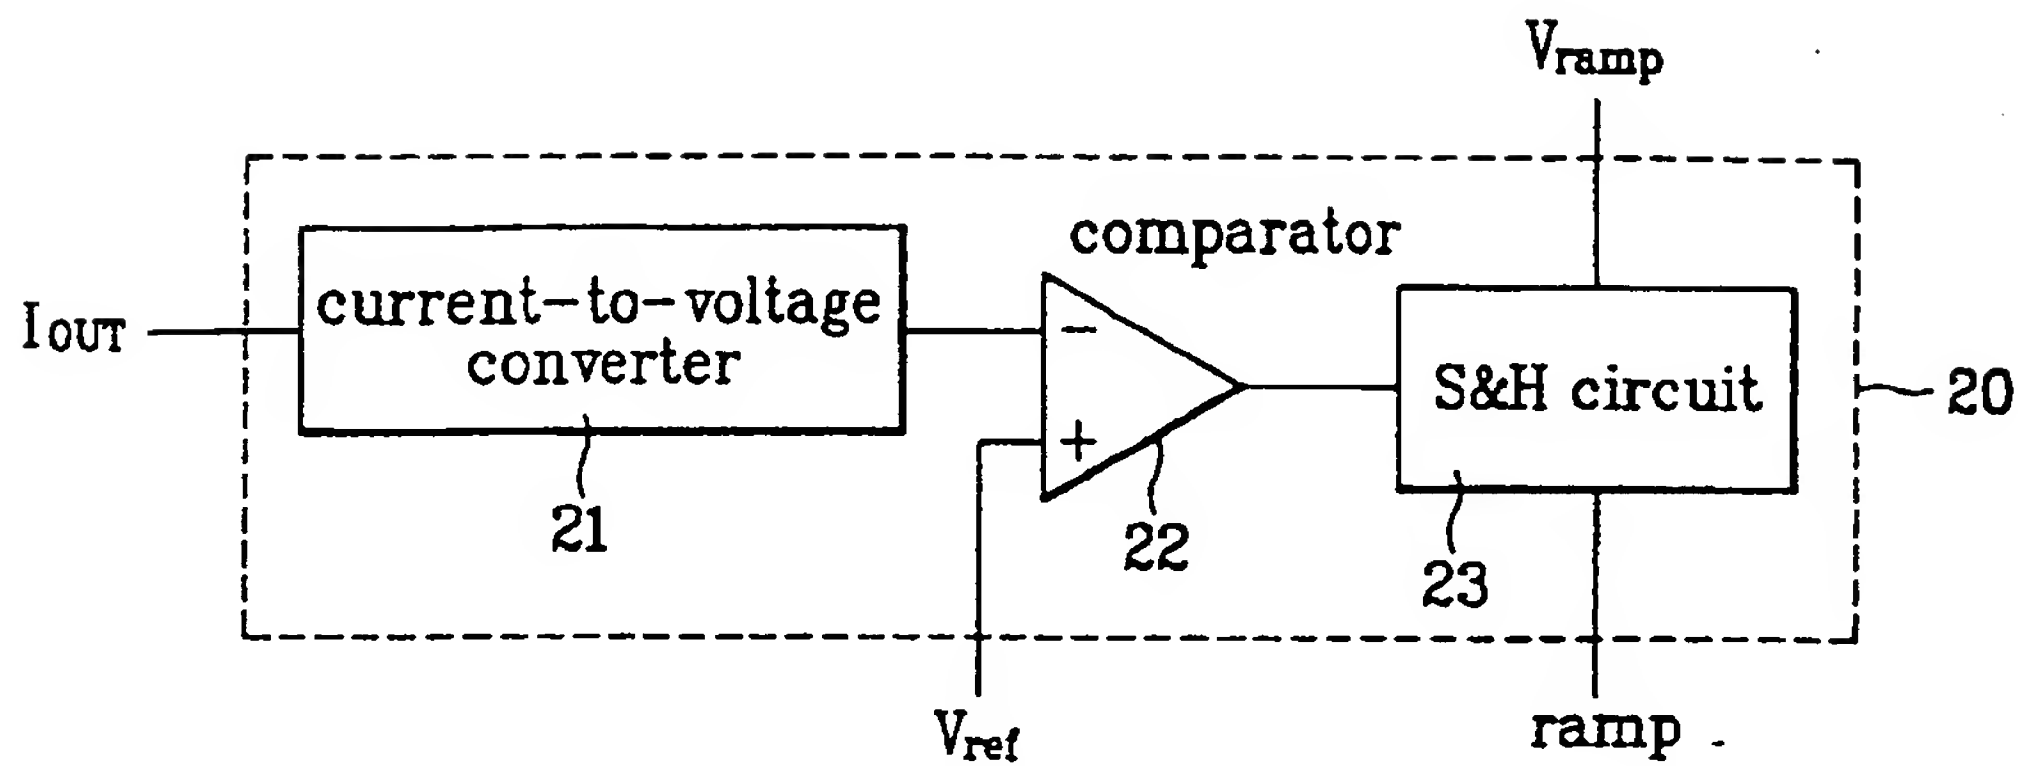 Vramp
comparator
current-to-voltage
converter
IOUT
-
+
S&H circuit
20
21
22
23
Vref
ramp